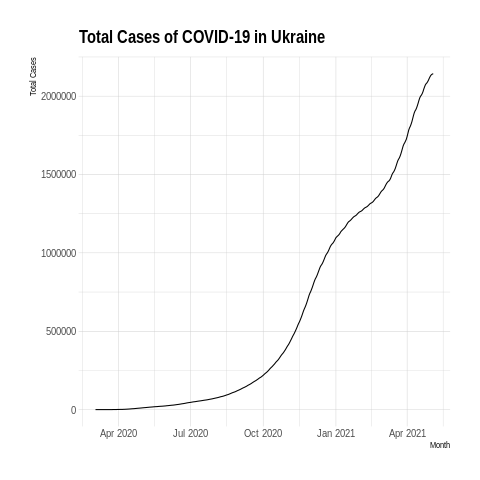 Total Cases of COVID-19 in Ukraine
Total Cases
2000000
1500000
1000000
500000
0
Apr 2020 Jul 2020 Oct 2020 Jan 2021 Apr 2021
Month